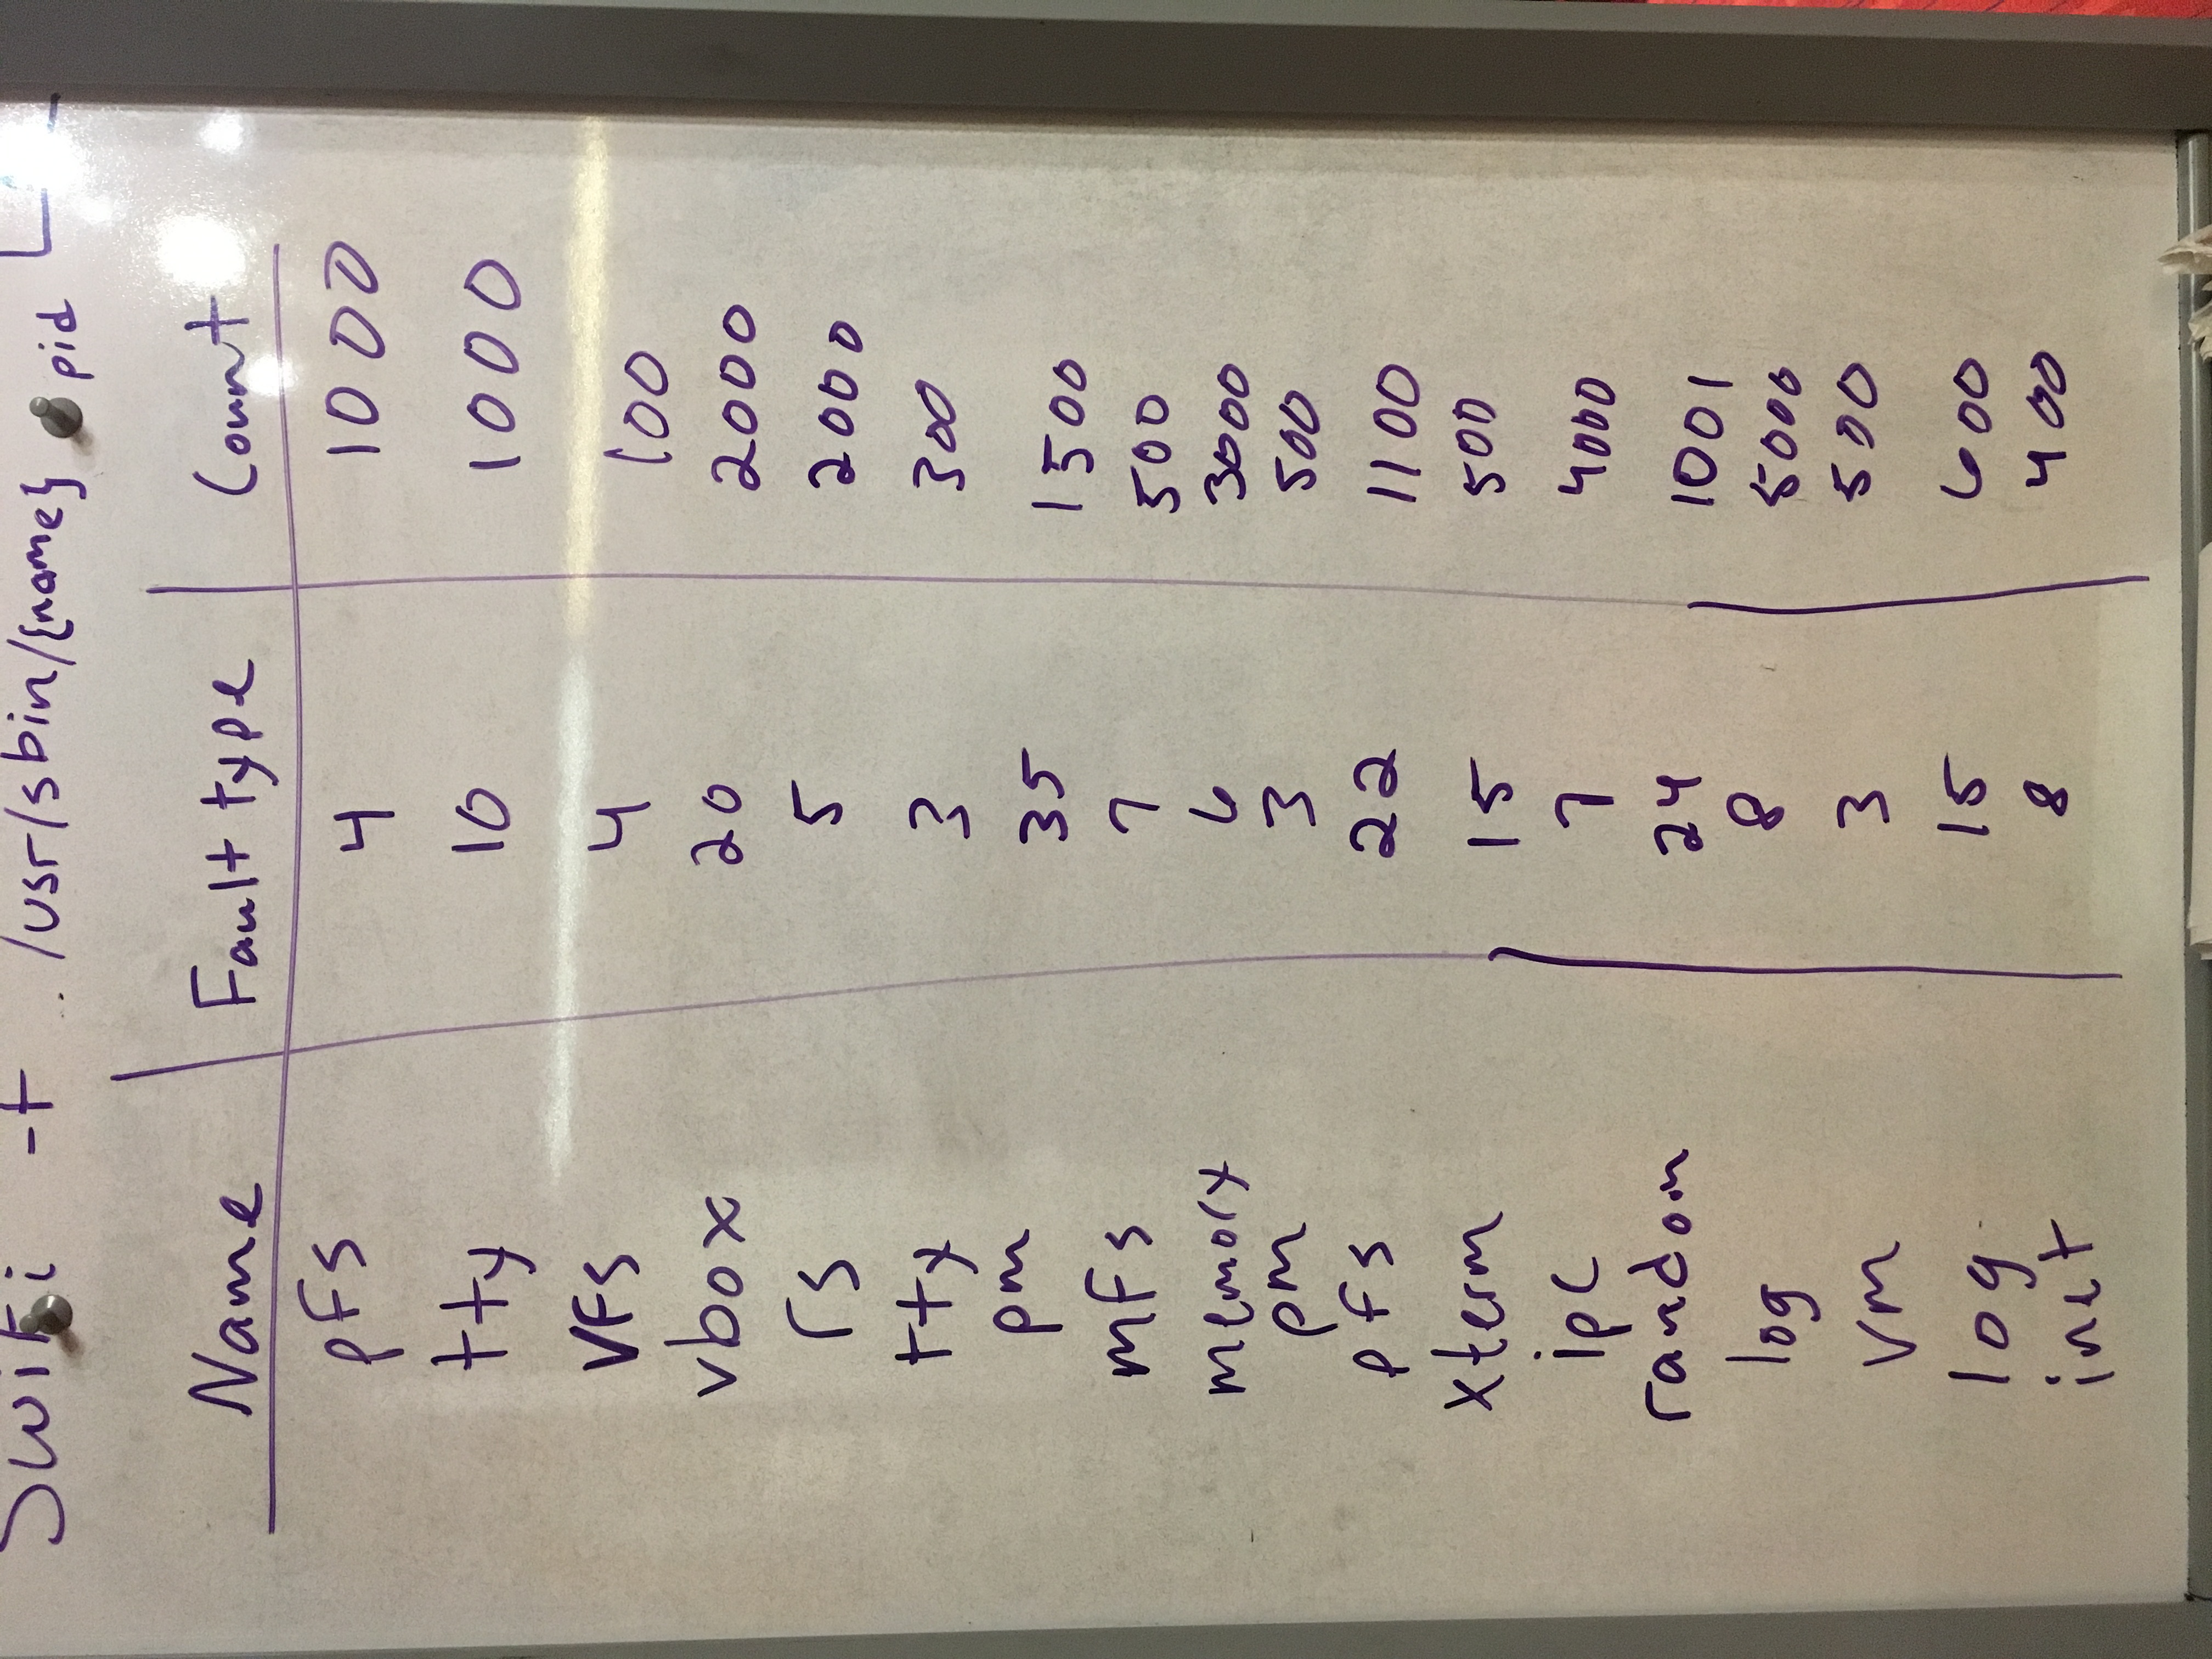 swifi -f /usr/sbin/{name} pid
Name Fault type Count
pfs 4 1000
tty 10 1000
vfs 4 100
vbox 20 2000
rs 5 2000
tty 3 300
pm 35 1500
mfs 7 500
memory 6 3000
pm 3 500
pfs 22 1100
xterm 15 500
ipc 7 4000
random 24 1001
log 8 5000
vm 3 500
log 15 600
inet 8 400